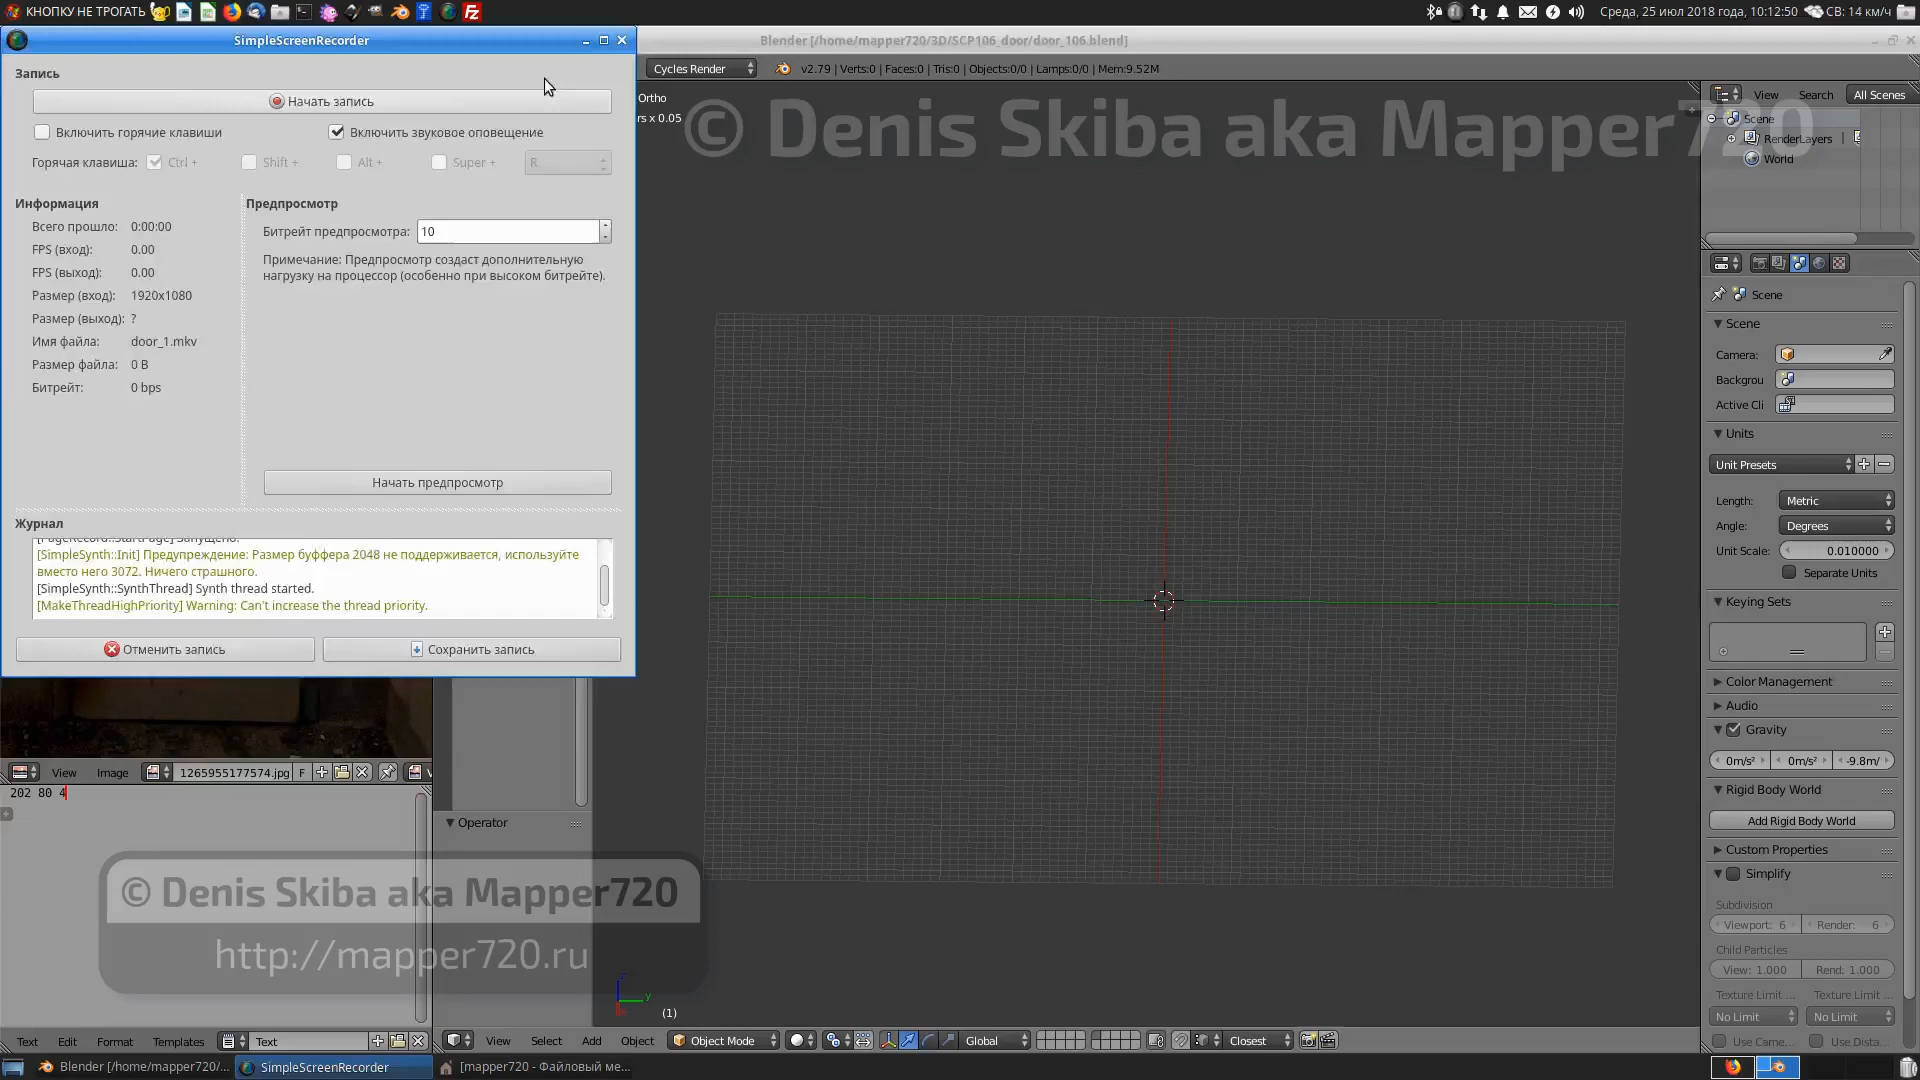 КНОПКУ НЕ ТРОГАТЬ
Среда, 25 июл 2018 года, 10:12:50
СВ: 14 км/ч
SimpleScreenRecorder
Blender [/home/mapper720/3D/SCP106_door/door_106.blend]
Запись
Начать запись
Включить горячие клавиши
Включить звуковое оповещение
Горячая клавиша: Ctrl + Shift + Alt + Super + R
Информация
Всего прошло: 0:00:00
FPS (вход): 0.00
FPS (выход): 0.00
Размер (вход): 1920x1080
Размер (выход): ?
Имя файла: door_1.mkv
Размер файла: 0 B
Битрейт: 0 bps
Предпросмотр
Битрейт предпросмотра: 10
Примечание: Предпросмотр создаст дополнительную
нагрузку на процессор (особенно при высоком битрейте).
Начать предпросмотр
Журнал
[PageRecord::StartPage] Запущено.
[SimpleSynth::Init] Предупреждение: Размер буффера 2048 не поддерживается, используйте
вместо него 3072. Ничего страшного.
[SimpleSynth::SynthThread] Synth thread started.
[MakeThreadHighPriority] Warning: Can't increase the thread priority.
Отменить запись
Сохранить запись
Cycles Render
v2.79 | Verts:0 | Faces:0 | Tris:0 | Objects:0/0 | Lamps:0/0 | Mem:9.52M
Ortho
rs x 0.05
© Denis Skiba aka Mapper720
View Search All Scenes
Scene
RenderLayers
World
Scene
Scene
Camera:
Backgrou
Active Cli
Units
Unit Presets
Length: Metric
Angle: Degrees
Unit Scale: 0.010000
Separate Units
Keying Sets
Color Management
Audio
Gravity
0m/s² 0m/s² -9.8m/
Rigid Body World
Add Rigid Body World
Custom Properties
Simplify
Subdivision
Viewport: 6 Render: 6
Child Particles
View: 1.000 Rend: 1.000
Texture Limit ... Texture Limit ...
No Limit No Limit
Use Came... Use Dista...
View Image 1265955177574.jpg F
202 80 4
Operator
© Denis Skiba aka Mapper720
http://mapper720.ru
z
y
(1)
Text Edit Format Templates Text
View Select Add Object Object Mode Global Closest
Blender [/home/mapper720/...
SimpleScreenRecorder
[mapper720 - Файловый ме...